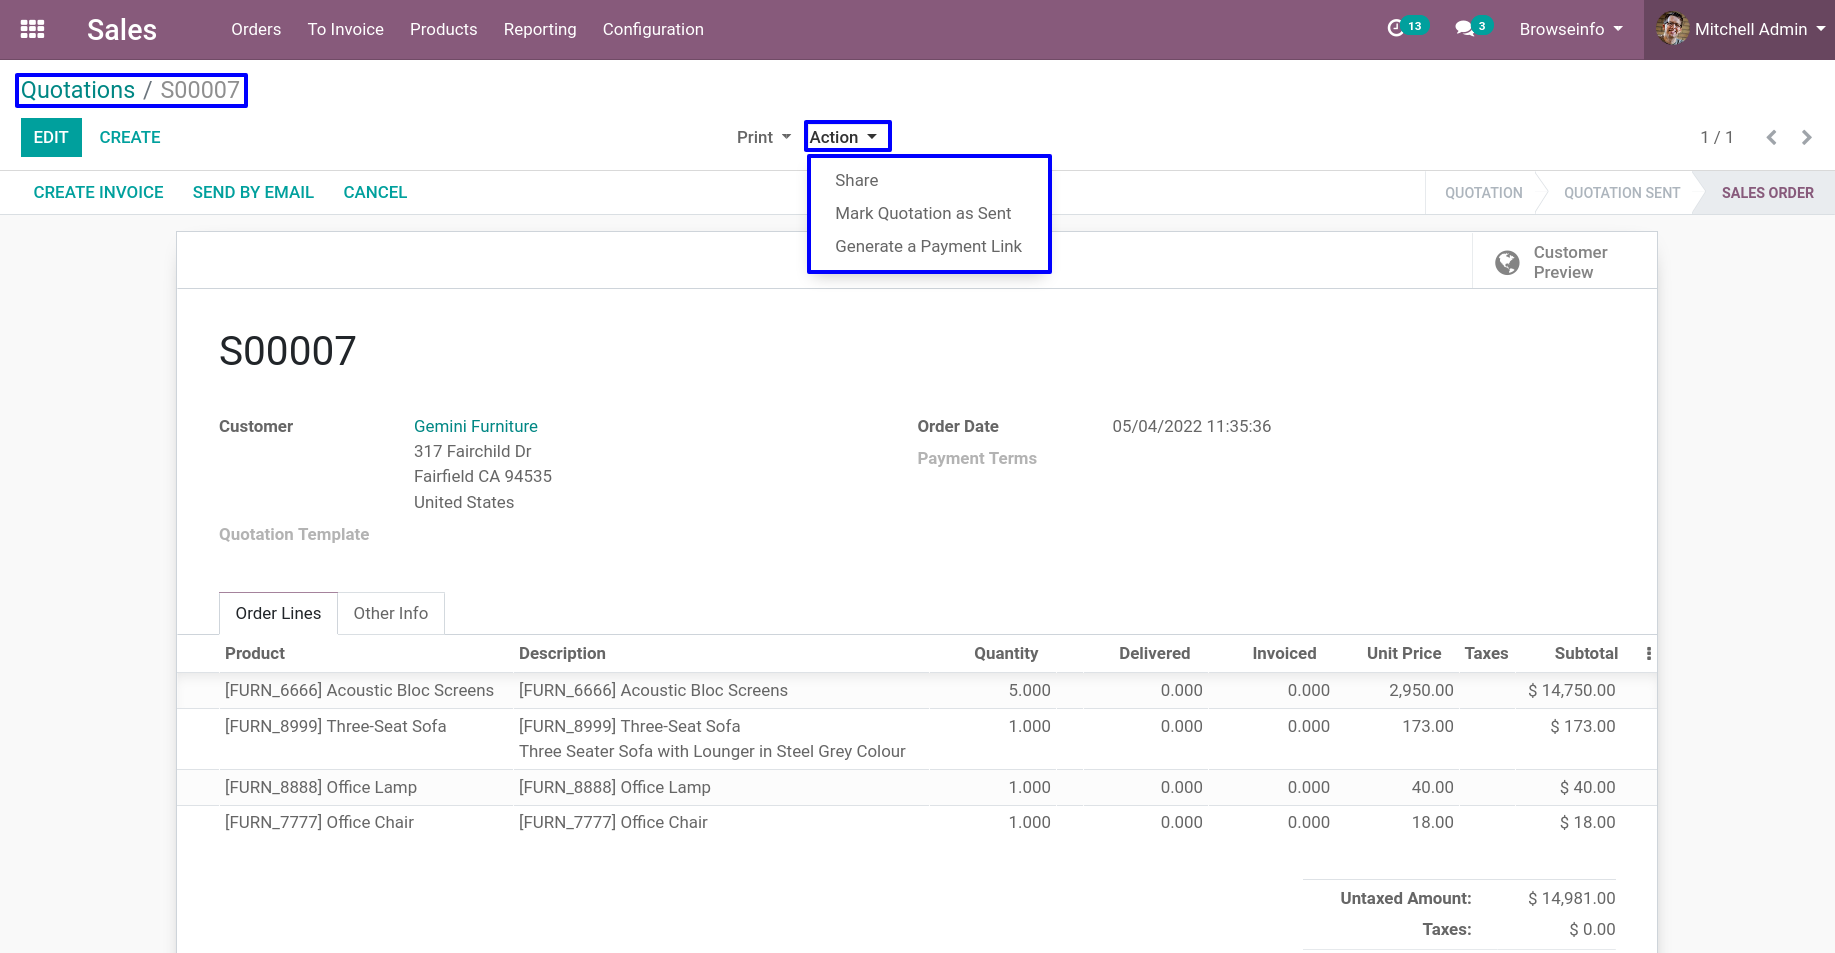 Sales Orders To Invoice Products Reporting Configuration 13 3 Browseinfo Mitchell Admin
Quotations / S00007
EDIT CREATE Print Action 1 / 1
Share
Mark Quotation as Sent
Generate a Payment Link
CREATE INVOICE SEND BY EMAIL CANCEL QUOTATION QUOTATION SENT SALES ORDER
Customer
Preview
S00007
Customer Gemini Furniture Order Date 05/04/2022 11:35:36
317 Fairchild Dr
Payment Terms
Fairfield CA 94535
United States
Quotation Template
Order Lines Other Info
Product Description Quantity Delivered Invoiced Unit Price Taxes Subtotal
[FURN_6666] Acoustic Bloc Screens [FURN_6666] Acoustic Bloc Screens 5.000 0.000 0.000 2,950.00 $ 14,750.00
[FURN_8999] Three-Seat Sofa [FURN_8999] Three-Seat Sofa 1.000 0.000 0.000 173.00 $ 173.00
Three Seater Sofa with Lounger in Steel Grey Colour
[FURN_8888] Office Lamp [FURN_8888] Office Lamp 1.000 0.000 0.000 40.00 $ 40.00
[FURN_7777] Office Chair [FURN_7777] Office Chair 1.000 0.000 0.000 18.00 $ 18.00
Untaxed Amount: $ 14,981.00
Taxes: $ 0.00